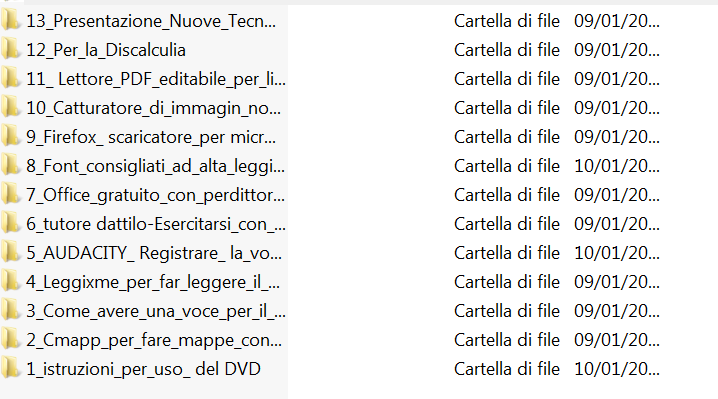 13_Presentazione_Nuove_Tecn... Cartella di file 09/01/20...
12_Per_la_Discalculia Cartella di file 09/01/20...
11_ Lettore_PDF_editabile_per_li... Cartella di file 09/01/20...
10_Catturatore_di_immagin_no... Cartella di file 09/01/20...
9_Firefox_ scaricatore_per micr... Cartella di file 09/01/20...
8_Font_consigliati_ad_alta_leggi... Cartella di file 10/01/20...
7_Office_gratuito_con_perdittor... Cartella di file 09/01/20...
6_tutore dattilo-Esercitarsi_con_... Cartella di file 09/01/20...
5_AUDACITY_ Registrare_ la_vo... Cartella di file 10/01/20...
4_Leggixme_per_far_leggere_il_... Cartella di file 09/01/20...
3_Come_avere_una_voce_per_il_... Cartella di file 09/01/20...
2_Cmapp_per_fare_mappe_con... Cartella di file 09/01/20...
1_istruzioni_per_uso_ del DVD Cartella di file 10/01/20...